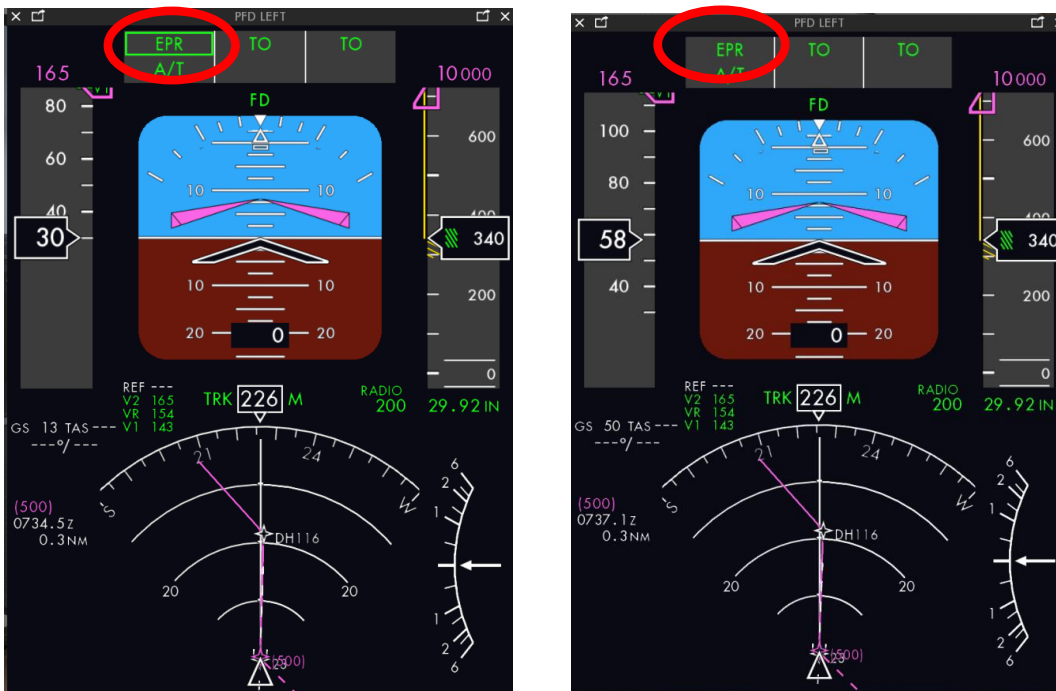 PFD LEFT
EPR TO TO
A/T
165 10 000
V1
FD
80
600
60
10 10
40
400
30
340
10 10
200
20 0 20
0
REF ---
V2 165
VR 154
V1 143
TRK 226 M
RADIO
200
29.92 IN
GS 13 TAS ---
---°/---
21
24
S
W
(500)
0734.5Z
0.3NM
DH116
20
20
6
2
1
1
2
6
(500)
PFD LEFT
EPR TO TO
A/T
165 10 000
V1
FD
100
600
80
10 10
400
58
340
40
10 10
200
20 0 20
0
REF ---
V2 165
VR 154
V1 143
TRK 226 M
RADIO
200
29.92 IN
GS 50 TAS ---
---°/---
21
24
S
W
(500)
0737.1Z
0.3NM
DH116
20
20
6
2
1
1
2
6
(500)